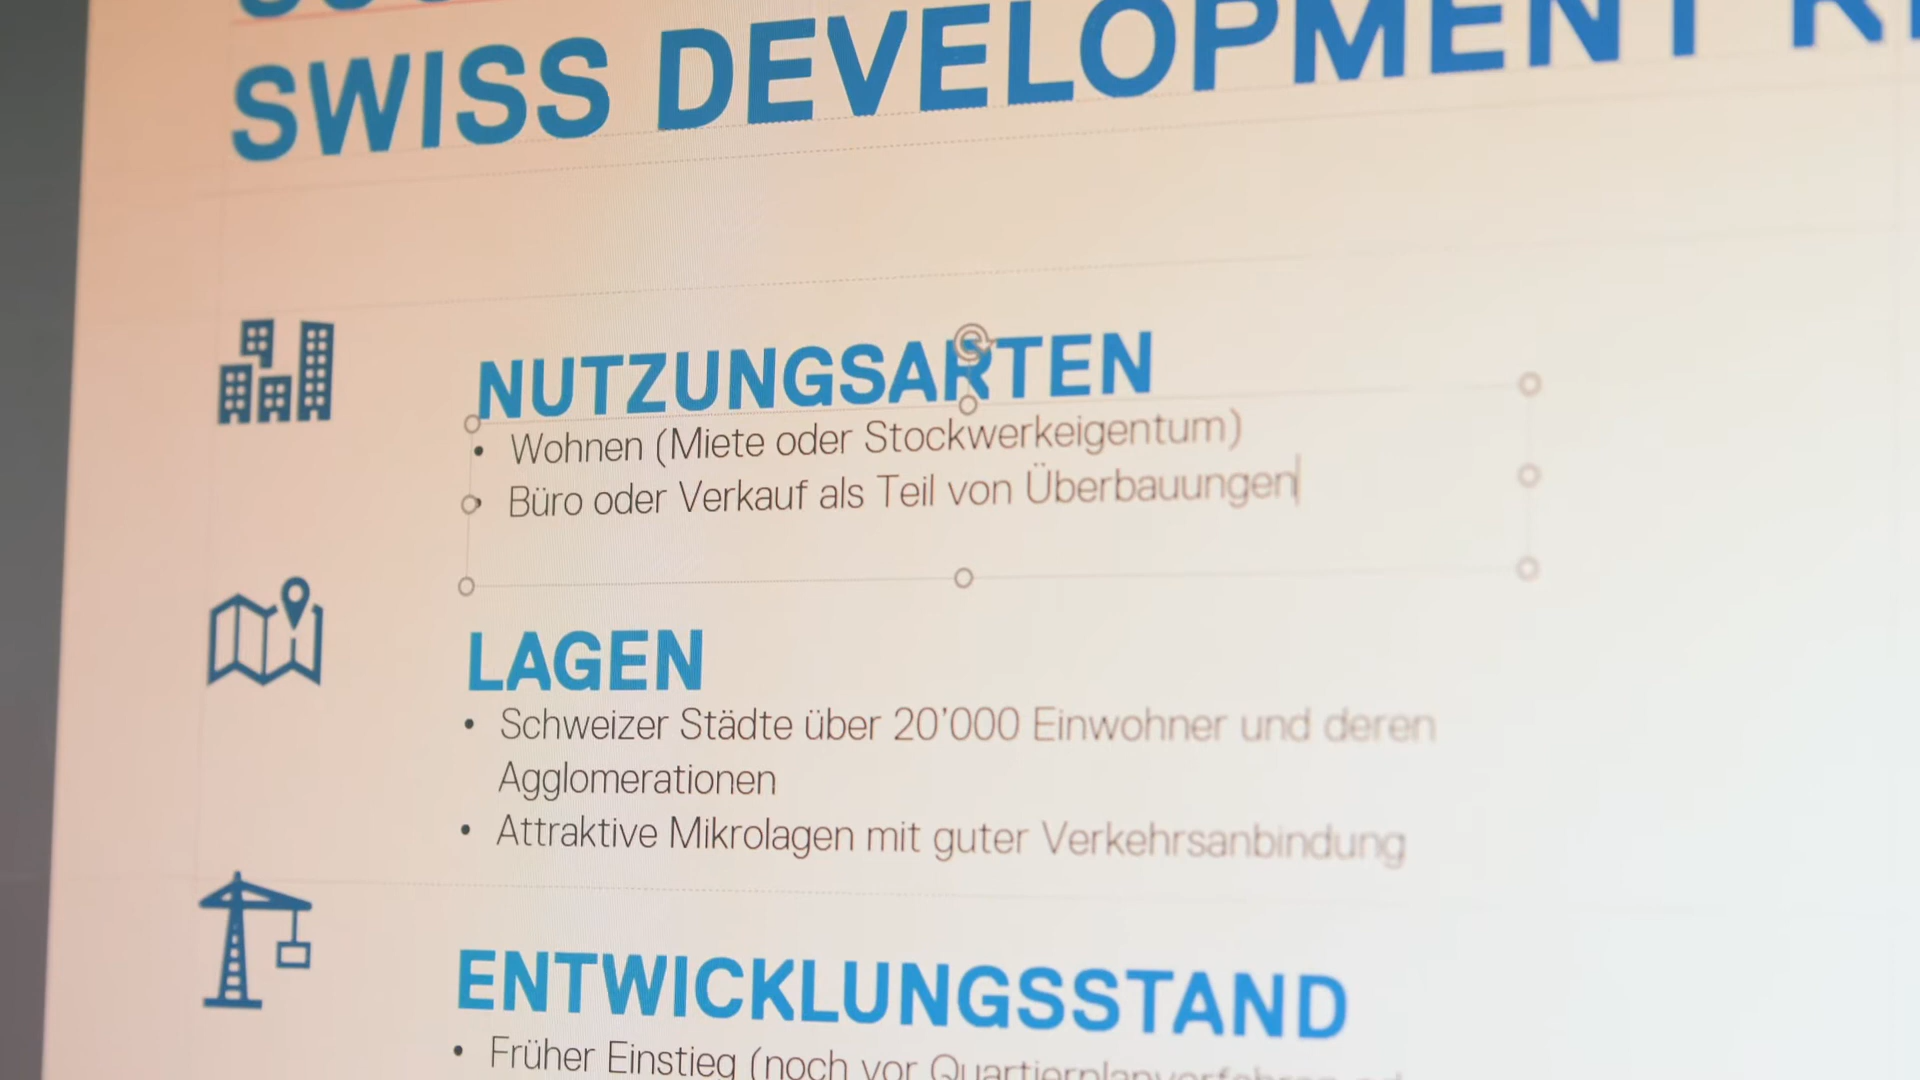 SWISS DEVELOPMENT
NUTZUNGSARTEN
• Wohnen (Miete oder Stockwerkeigentum)
• Büro oder Verkauf als Teil von Überbauungen
LAGEN
• Schweizer Städte über 20’000 Einwohner und deren
Agglomerationen
• Attraktive Mikrolagen mit guter Verkehrsanbindung
ENTWICKLUNGSSTAND
• Früher Einstieg (noch vor